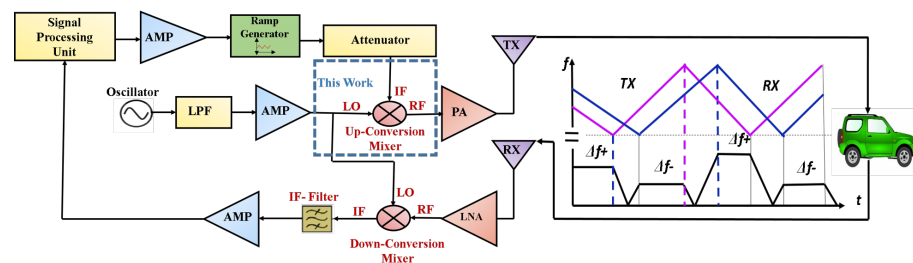 Signal
Processing
Unit
AMP
Ramp
Generator
Attenuator
TX
This Work
IF
Oscillator
LPF
AMP
LO
RF
PA
Up-Conversion
Mixer
RX
LO
AMP
IF- Filter
IF
RF
LNA
Down-Conversion
Mixer
f
TX
RX
Δf+
Δf-
Δf+
Δf-
t